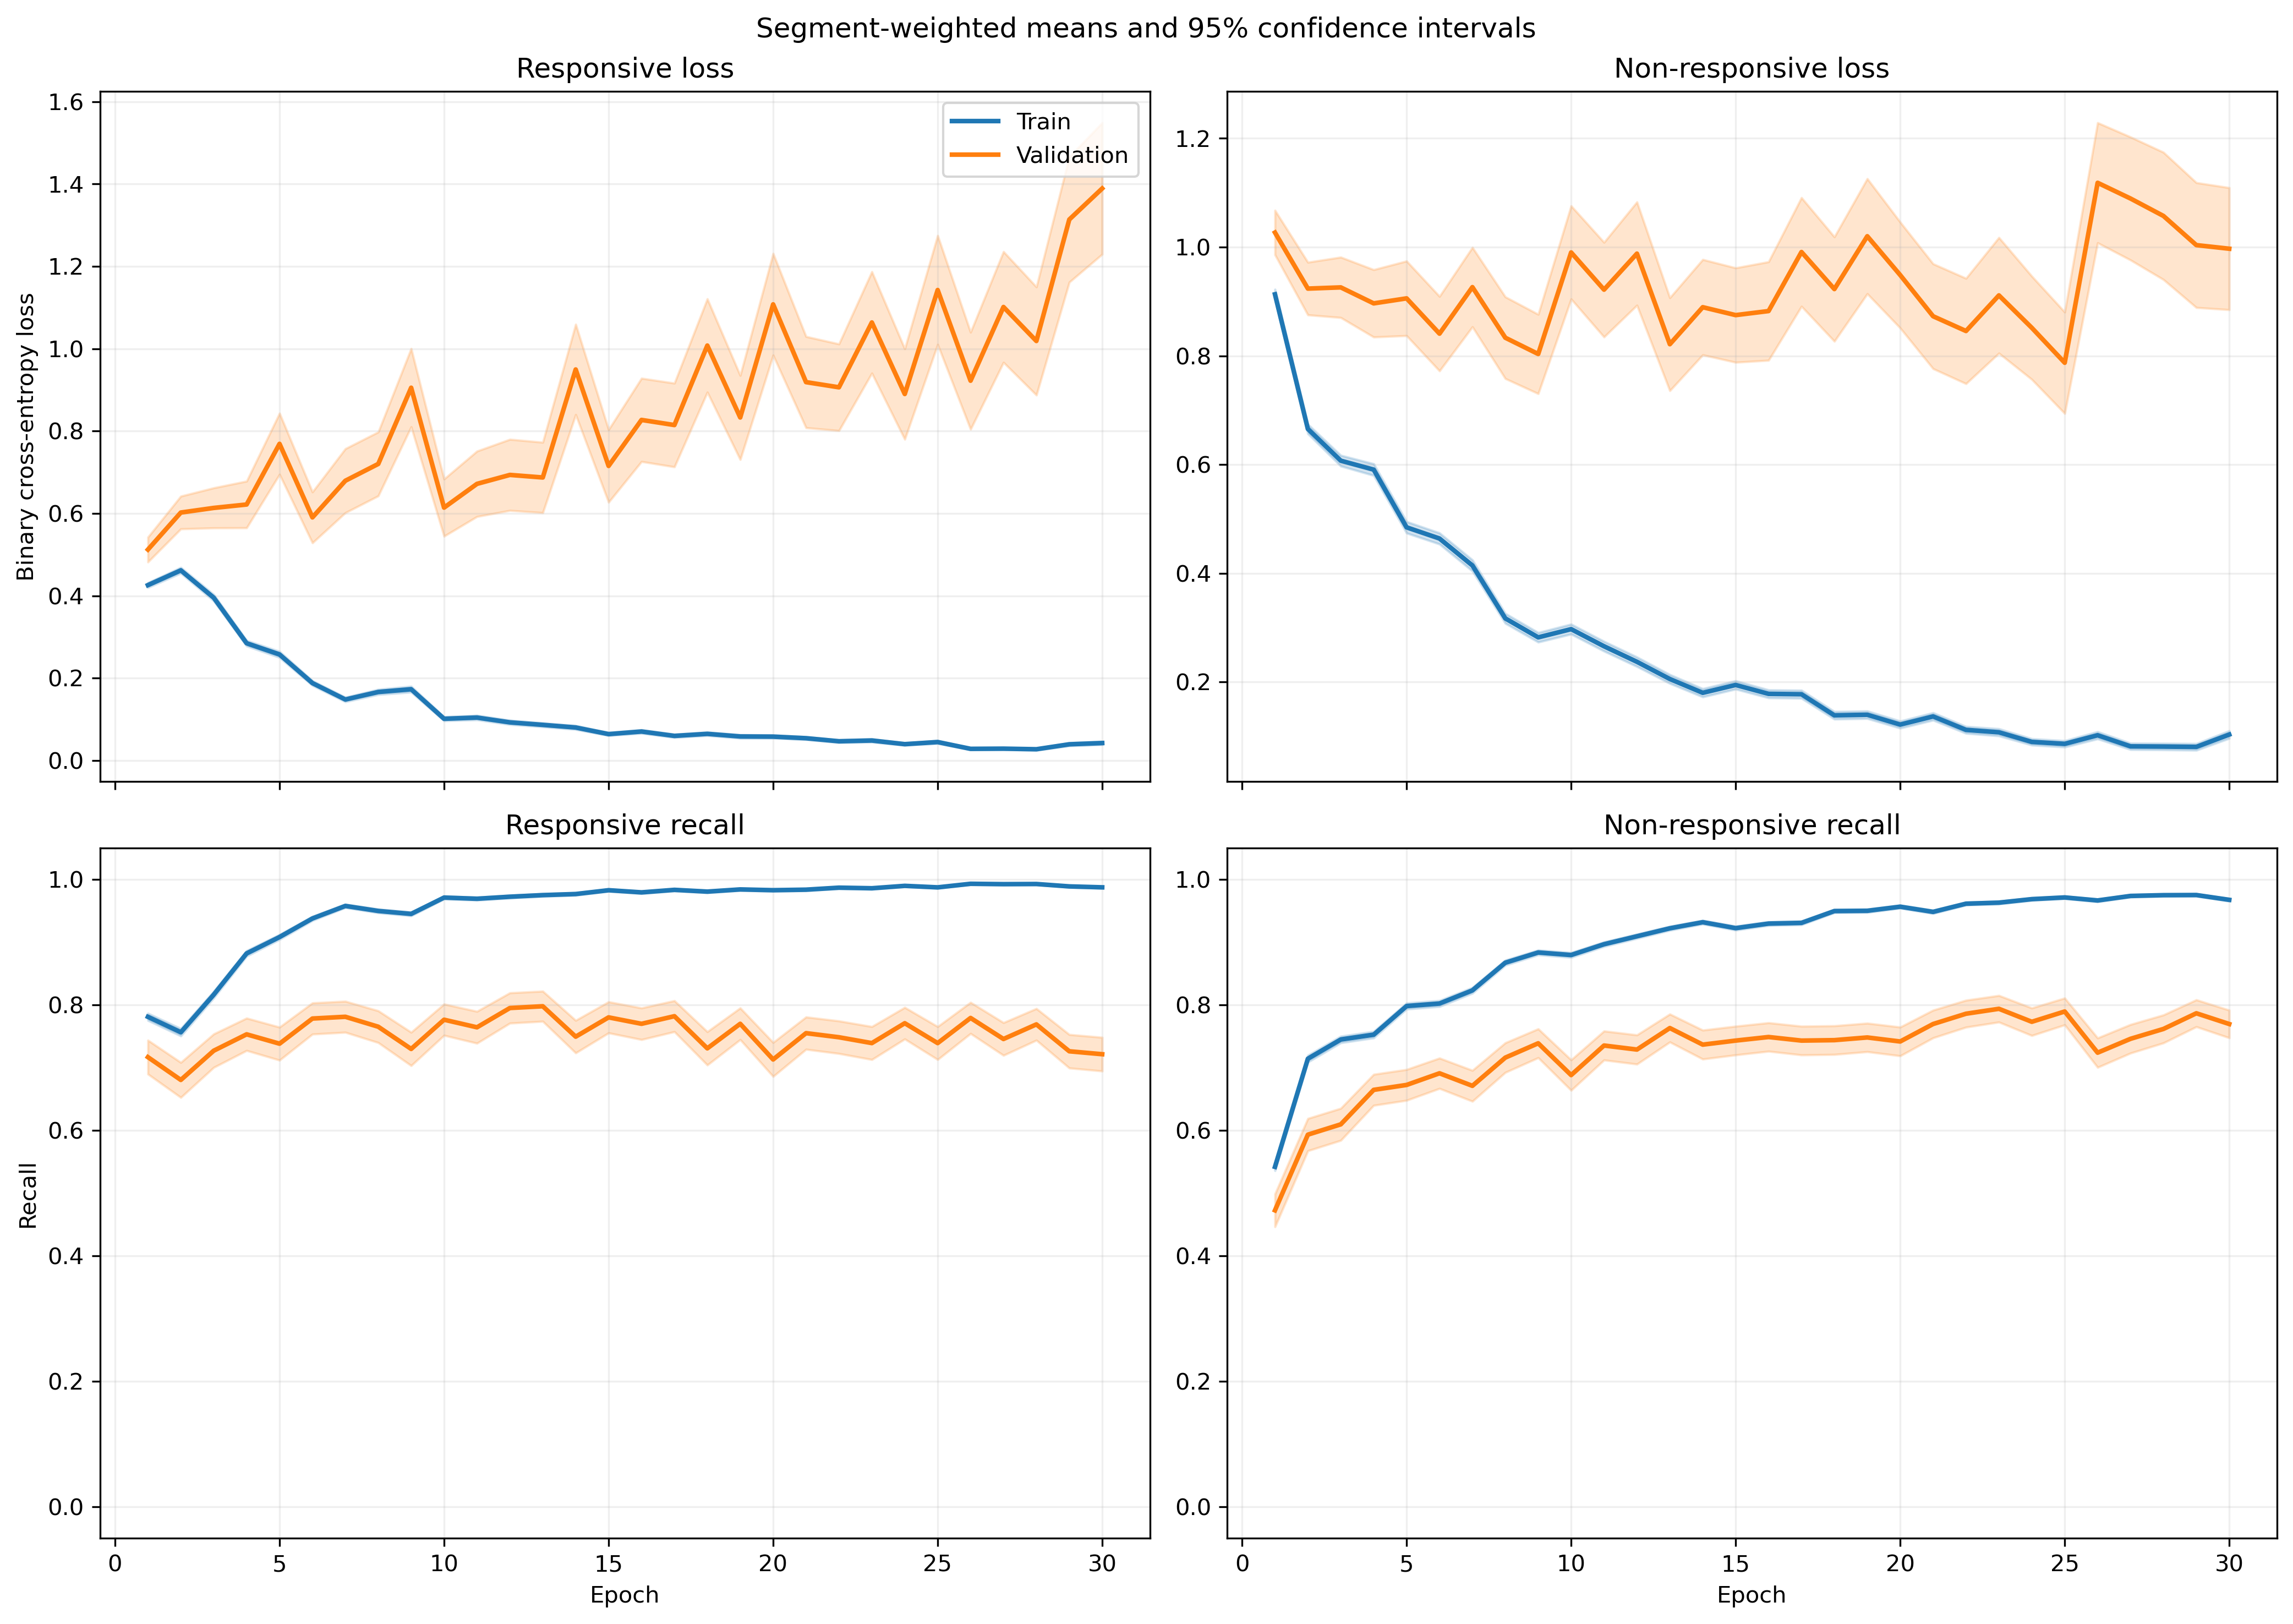 Segment-weighted means and 95% confidence intervals
Responsive loss
Non-responsive loss
Binary cross-entropy loss
1.6
1.4
1.2
1.0
0.8
0.6
0.4
0.2
0.0
Train
Validation
1.2
1.0
0.8
0.6
0.4
0.2
Responsive recall
Non-responsive recall
Recall
1.0
0.8
0.6
0.4
0.2
0.0
0 5 10 15 20 25 30
Epoch
1.0
0.8
0.6
0.4
0.2
0.0
0 5 10 15 20 25 30
Epoch